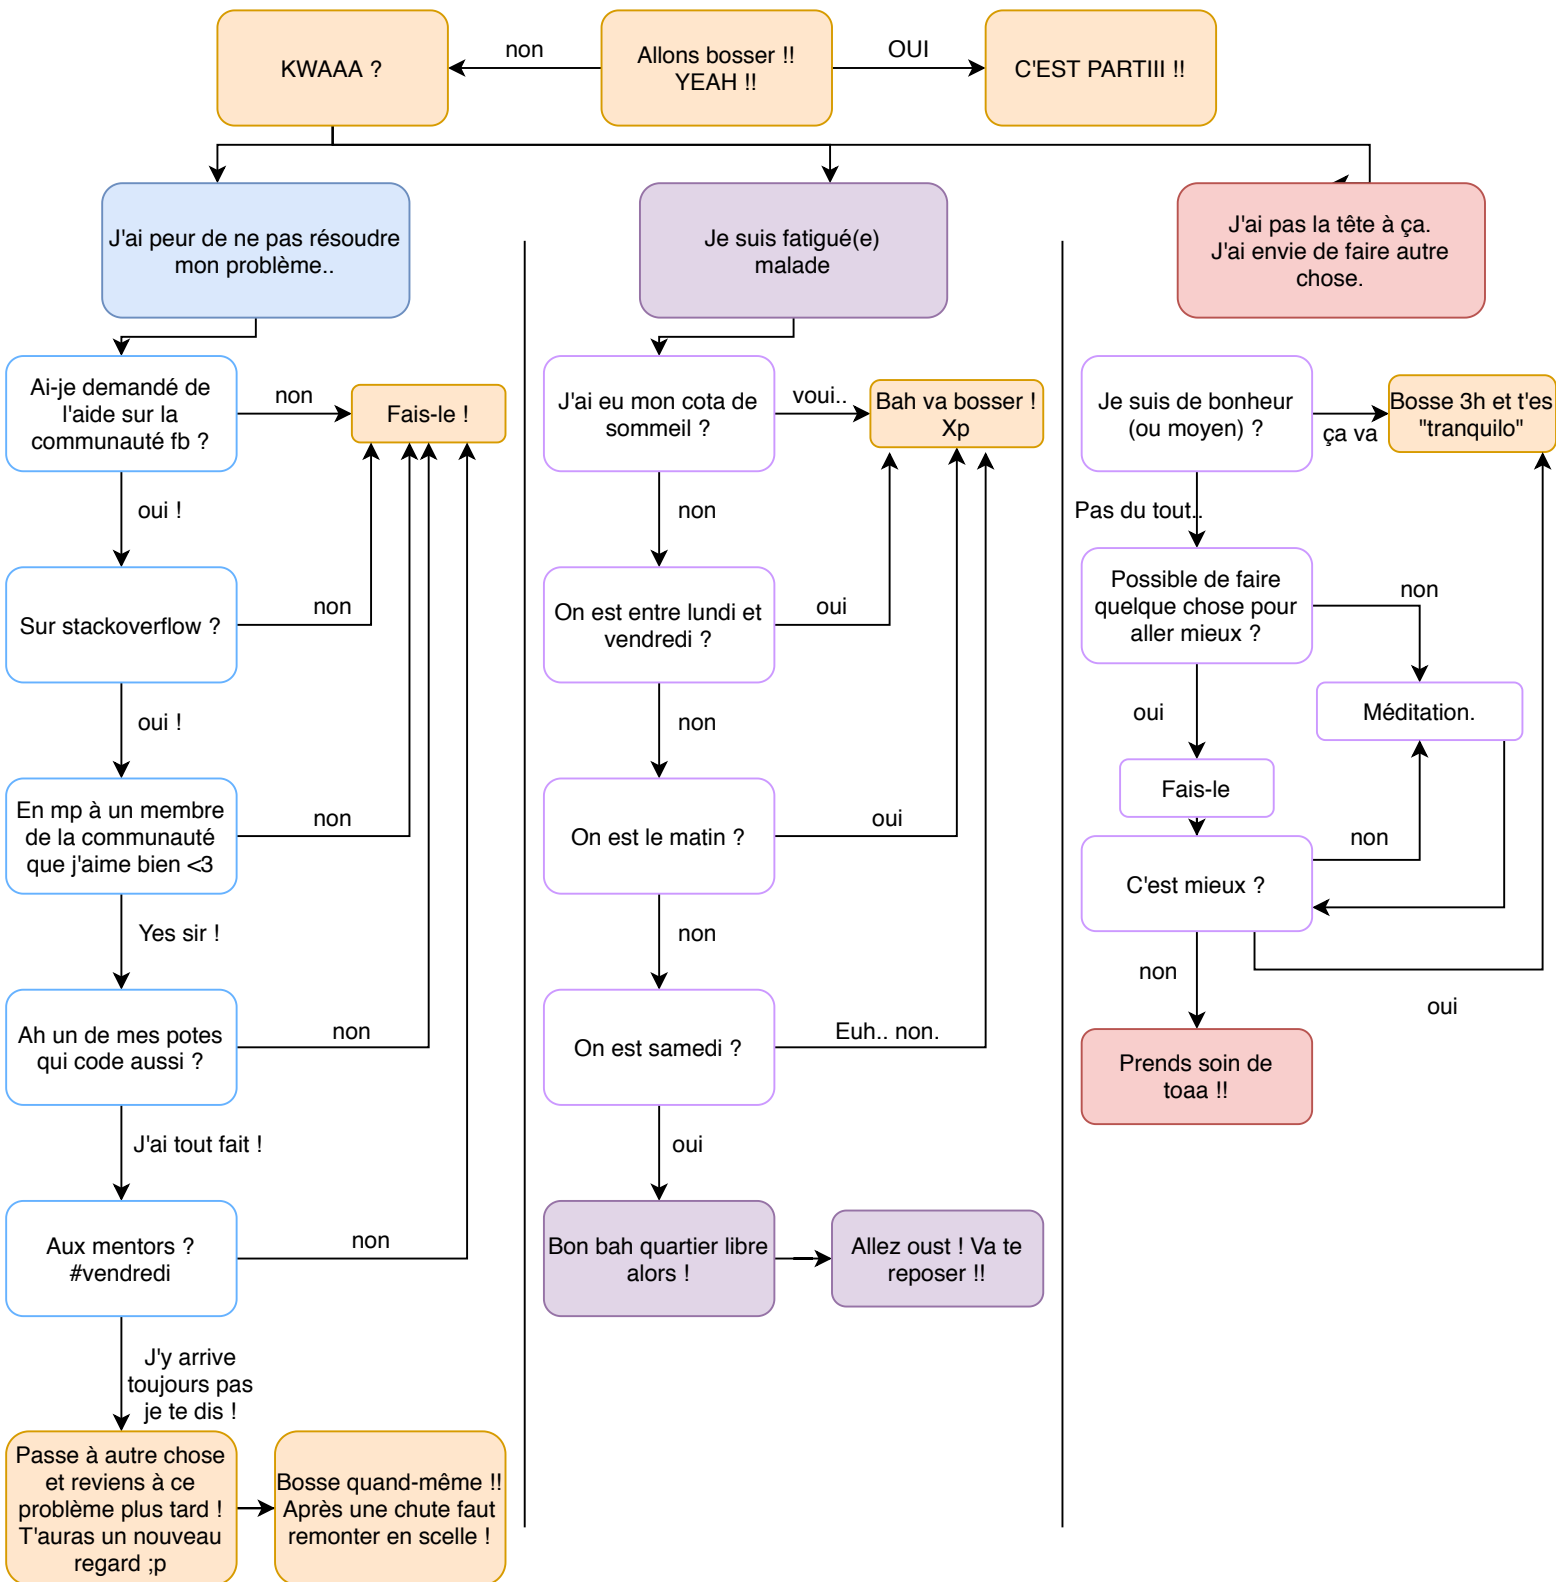 KWAAA ?
non
Allons bosser !!
YEAH !!
OUI
C'EST PARTIII !!
J'ai peur de ne pas résoudre
mon problème..
Ai-je demandé de
l'aide sur la
communauté fb ?
non
Fais-le !
oui !
Sur stackoverflow ?
non
oui !
En mp à un membre
de la communauté
que j'aime bien <3
non
Yes sir !
Ah un de mes potes
qui code aussi ?
non
J'ai tout fait !
Aux mentors ?
#vendredi
non
J'y arrive
toujours pas
je te dis !
Passe à autre chose
et reviens à ce
problème plus tard !
T'auras un nouveau
regard ;p
Bosse quand-même !!
Après une chute faut
remonter en scelle !
Je suis fatigué(e)
malade
J'ai eu mon cota de
sommeil ?
voui..
Bah va bosser !
Xp
non
On est entre lundi et
vendredi ?
oui
non
On est le matin ?
oui
non
On est samedi ?
Euh.. non.
oui
Bon bah quartier libre
alors !
Allez oust ! Va te
reposer !!
J'ai pas la tête à ça.
J'ai envie de faire autre
chose.
Je suis de bonheur
(ou moyen) ?
ça va
Bosse 3h et t'es
"tranquilo"
Pas du tout..
Possible de faire
quelque chose pour
aller mieux ?
non
Méditation.
oui
Fais-le
C'est mieux ?
non
non
oui
Prends soin de
toaa !!